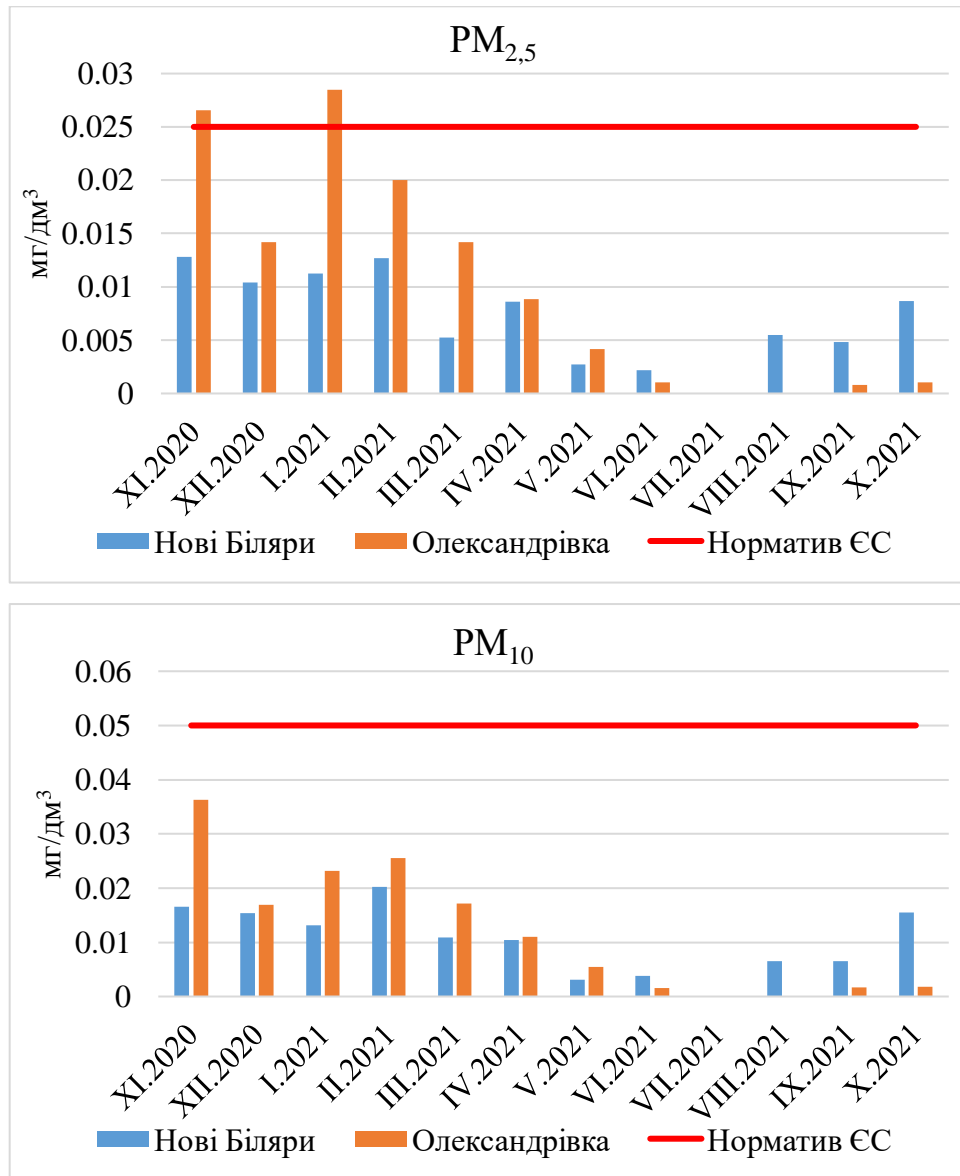 PM2,5
0.03
0.025
0.02
0.015
0.01
0.005
0
мг/дм³
XI.2020 XII.2020 I.2021 II.2021 III.2021 IV.2021 V.2021 VI.2021 VII.2021 VIII.2021 IX.2021 X.2021
Нові Біляри Олександрівка Норматив ЄС
PM10
0.06
0.05
0.04
0.03
0.02
0.01
0
мг/дм³
XI.2020 XII.2020 I.2021 II.2021 III.2021 IV.2021 V.2021 VI.2021 VII.2021 VIII.2021 IX.2021 X.2021
Нові Біляри Олександрівка Норматив ЄС